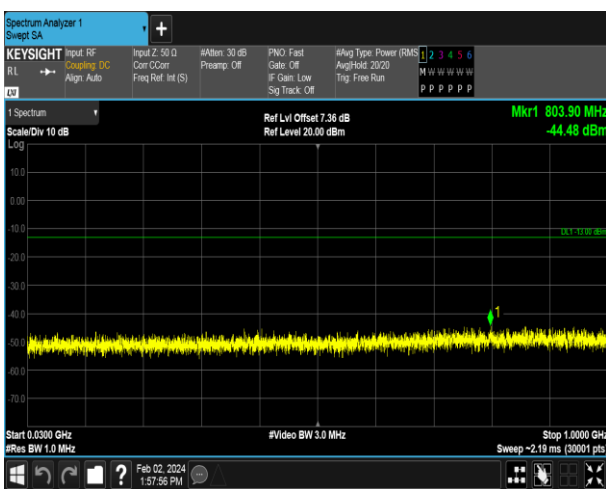 Spectrum Analyzer 1
Swept SA
KEYSIGHT Input: RF Input Z: 50 Ω #Atten: 30 dB PNO: Fast #Avg Type: Power (RMS 1 2 3 4 5 6
RL Coupling: DC Corr CCorr Preamp: Off Gate: Off Avg|Hold: 20/20 M W W W W W
Align: Auto Freq Ref: Int (S) IF Gain: Low Trig: Free Run
Sig Track: Off P P P P P P
LXI
1 Spectrum Ref Lvl Offset 7.36 dB Mkr1 803.90 MHz
Scale/Div 10 dB Ref Level 20.00 dBm -44.48 dBm
Log
10.0
0.00
-10.0
DL1 -13.00 dBm
-20.0
-30.0
-40.0
1
-50.0
-60.0
-70.0
Start 0.0300 GHz #Video BW 3.0 MHz Stop 1.0000 GHz
#Res BW 1.0 MHz Sweep ~2.19 ms (30001 pts
? Feb 02, 2024
1:57:56 PM